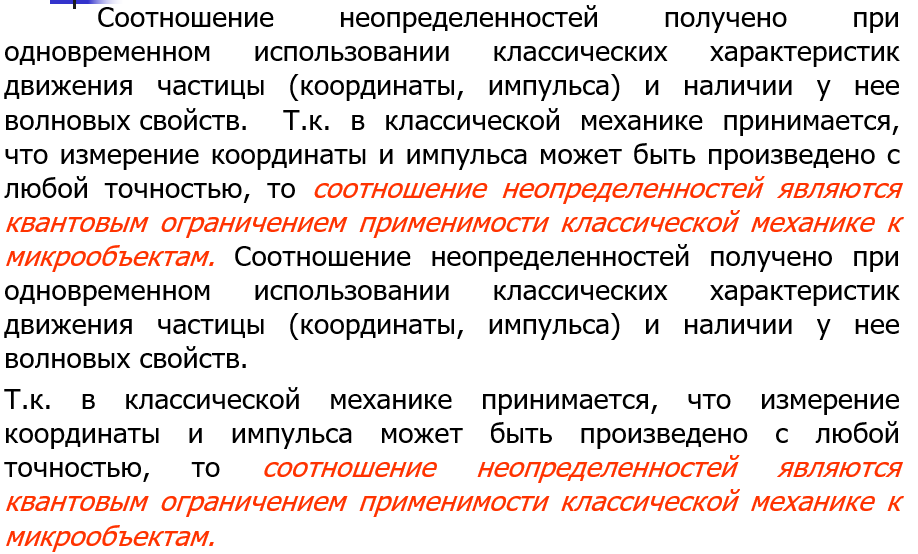 Соотношение неопределенностей получено при
одновременном использовании классических характеристик
движения частицы (координаты, импульса) и наличии у нее
волновых свойств. Т.к. в классической механике принимается,
что измерение координаты и импульса может быть произведено с
любой точностью, то соотношение неопределенностей являются
квантовым ограничением применимости классической механике к
микрообъектам. Соотношение неопределенностей получено при
одновременном использовании классических характеристик
движения частицы (координаты, импульса) и наличии у нее
волновых свойств.
Т.к. в классической механике принимается, что измерение
координаты и импульса может быть произведено с любой
точностью, то соотношение неопределенностей являются
квантовым ограничением применимости классической механике к
микрообъектам.